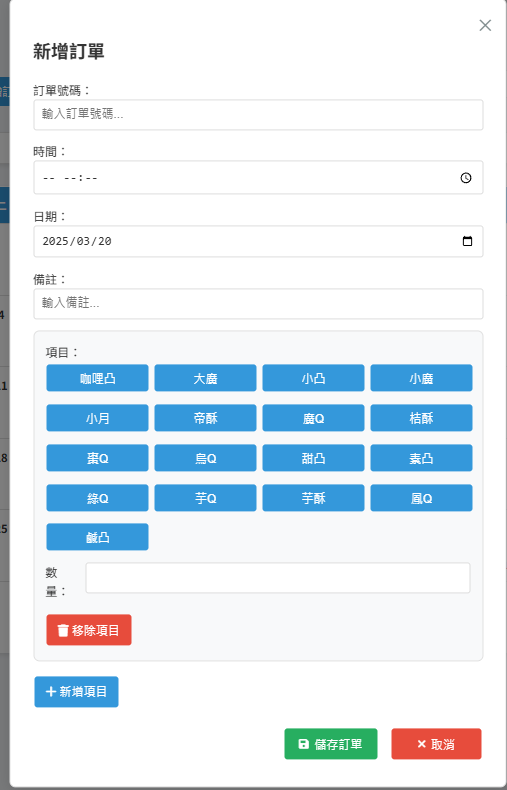 新增訂單
訂單號碼：
輸入訂單號碼...
時間：
-- --:--
日期：
2025/03/20
備註：
輸入備註...
項目：
咖哩凸 大廣 小凸 小廣
小月 帝酥 廣Q 桔酥
棗Q 烏Q 甜凸 素凸
綠Q 芋Q 芋酥 鳳Q
鹹凸
數
量：
移除項目
新增項目
儲存訂單 取消